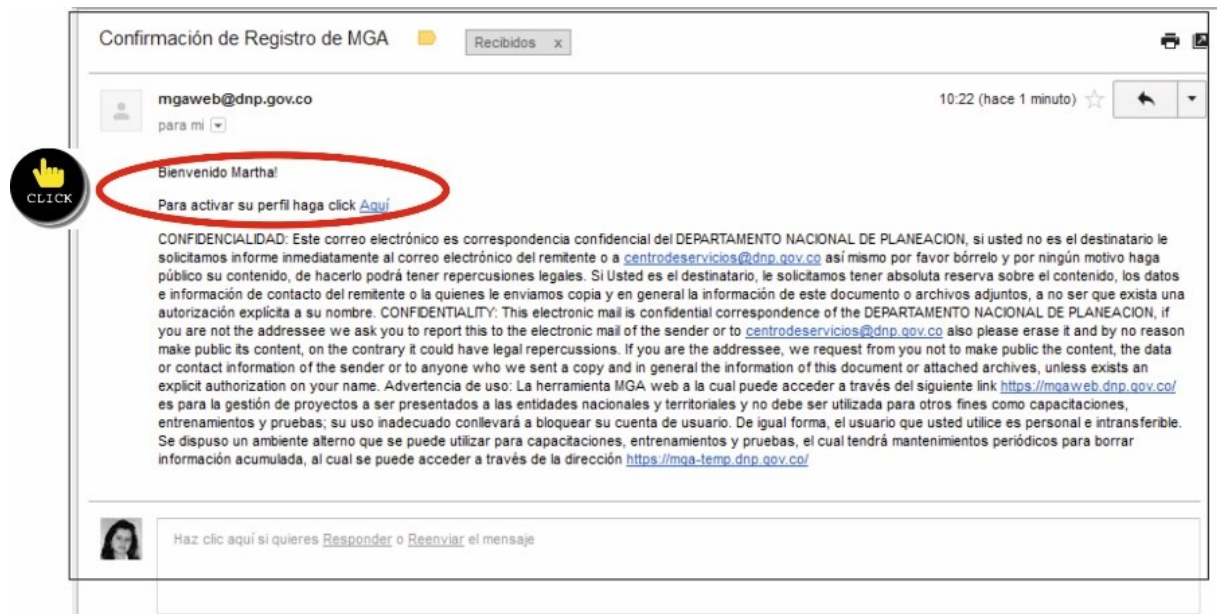 Confirmación de Registro de MGA
Recibidos x
mgaweb@dnp.gov.co
10:22 (hace 1 minuto)
para mi
Bienvenido Martha!
CLICK
Para activar su perfil haga click Aquí
CONFIDENCIALIDAD: Este correo electrónico es correspondencia confidencial del DEPARTAMENTO NACIONAL DE PLANEACION, si usted no es el destinatario le
solicitamos informe inmediatamente al correo electrónico del remitente o a centrodeservicios@dnp.gov.co así mismo por favor bórrelo y por ningún motivo haga
público su contenido, de hacerlo podrá tener repercusiones legales. Si Usted es el destinatario, le solicitamos tener absoluta reserva sobre el contenido, los datos
e información de contacto del remitente o la quienes le enviamos copia y en general la información de este documento o archivos adjuntos, a no ser que exista una
autorización explícita a su nombre. CONFIDENTIALITY: This electronic mail is confidential correspondence of the DEPARTAMENTO NACIONAL DE PLANEACION, if
you are not the addressee we ask you to report this to the electronic mail of the sender or to centrodeservicios@dnp.gov.co also please erase it and by no reason
make public its content, on the contrary it could have legal repercussions. If you are the addressee, we request from you not to make public the content, the data
or contact information of the sender or to anyone who we sent a copy and in general the information of this document or attached archives, unless exists an
explicit authorization on your name. Advertencia de uso: La herramienta MGA web a la cual puede acceder a través del siguiente link https://mgaweb.dnp.gov.co/
es para la gestión de proyectos a ser presentados a las entidades nacionales y territoriales y no debe ser utilizada para otros fines como capacitaciones,
entrenamientos y pruebas; su uso inadecuado conllevará a bloquear su cuenta de usuario. De igual forma, el usuario que usted utilice es personal e intransferible.
Se dispuso un ambiente alterno que se puede utilizar para capacitaciones, entrenamientos y pruebas, el cual tendrá mantenimientos periódicos para borrar
información acumulada, al cual se puede acceder a través de la dirección https://mga-temp.dnp.gov.co/
Haz clic aquí si quieres Responder o Reenviar el mensaje